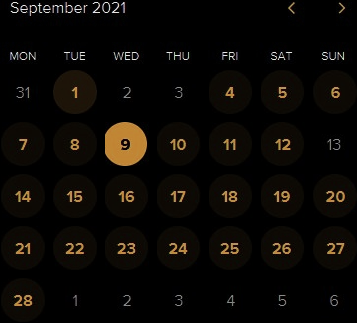 September 2021
MON TUE WED THU FRI SAT SUN
31 1 2 3 4 5 6
7 8 9 10 11 12 13
14 15 16 17 18 19 20
21 22 23 24 25 26 27
28 1 2 3 4 5 6